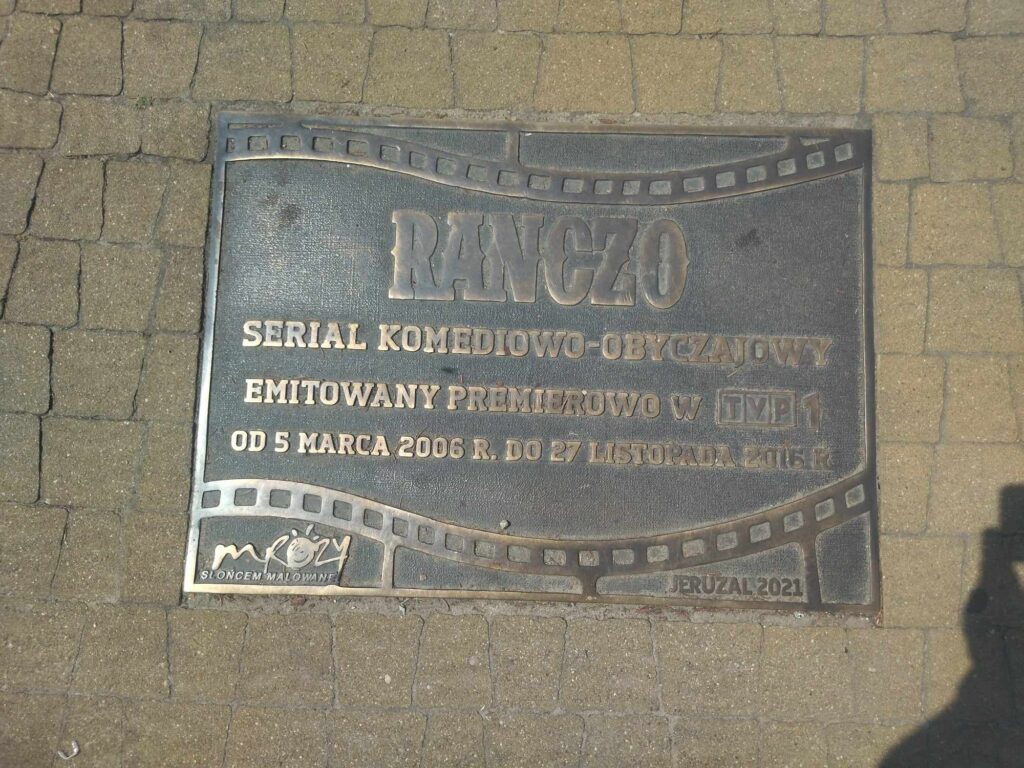 RANCZO
SERIAL KOMEDIOWO-OBYCZAJOWY
EMITOWANY PREMIEROWO W TVP 1
OD 5 MARCA 2006 R. DO 27 LISTOPADA 2016 R.
MROZY
SŁOŃCEM MALOWANE
JERUZAL 2021